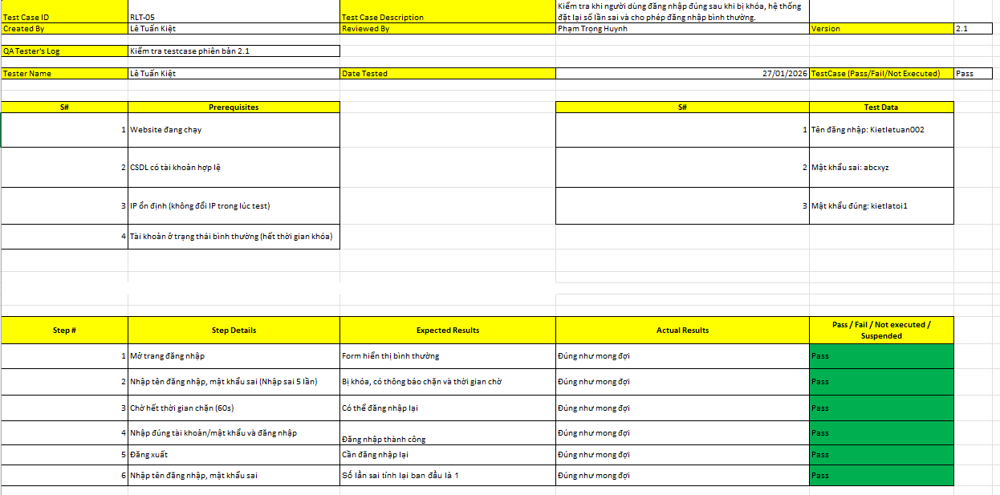 Test Case ID RLT-05 Test Case Description Kiểm tra khi người dùng đăng nhập đúng sau khi bị khóa, hệ thống
đặt lại số lần sai và cho phép đăng nhập bình thường.
Created By Lê Tuấn Kiệt Reviewed By Phạm Trọng Huynh Version 2.1
QA Tester's Log Kiểm tra testcase phiên bản 2.1
Tester Name Lê Tuấn Kiệt Date Tested 27/01/2026 TestCase (Pass/Fail/Not Executed) Pass
S# Prerequisites S# Test Data
1 Website đang chạy 1 Tên đăng nhập: Kietletuan002
2 CSDL có tài khoản hợp lệ 2 Mật khẩu sai: abcxyz
3 IP ổn định (không đổi IP trong lúc test) 3 Mật khẩu đúng: kietlatoi1
4 Tài khoản ở trạng thái bình thường (hết thời gian khóa)
Step # Step Details Expected Results Actual Results Pass / Fail / Not executed /
Suspended
1 Mở trang đăng nhập Form hiển thị bình thường Đúng như mong đợi Pass
2 Nhập tên đăng nhập, mật khẩu sai (Nhập sai 5 lần) Bị khóa, có thông báo chặn và thời gian chờ Đúng như mong đợi Pass
3 Chờ hết thời gian chặn (60s) Có thể đăng nhập lại Đúng như mong đợi Pass
4 Nhập đúng tài khoản/mật khẩu và đăng nhập Đăng nhập thành công Đúng như mong đợi Pass
5 Đăng xuất Cần đăng nhập lại Đúng như mong đợi Pass
6 Nhập tên đăng nhập, mật khẩu sai Số lần sai tính lại ban đầu là 1 Đúng như mong đợi Pass